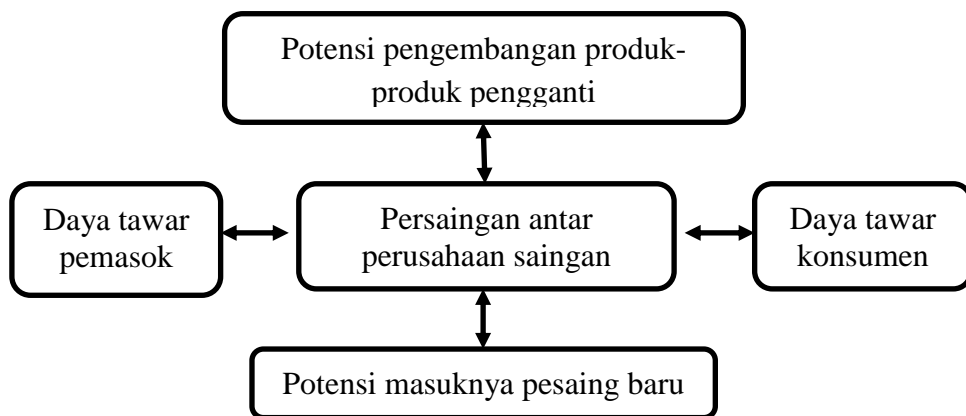 Potensi pengembangan produk-
produk pengganti
Daya tawar
pemasok
Persaingan antar
perusahaan saingan
Daya tawar
konsumen
Potensi masuknya pesaing baru